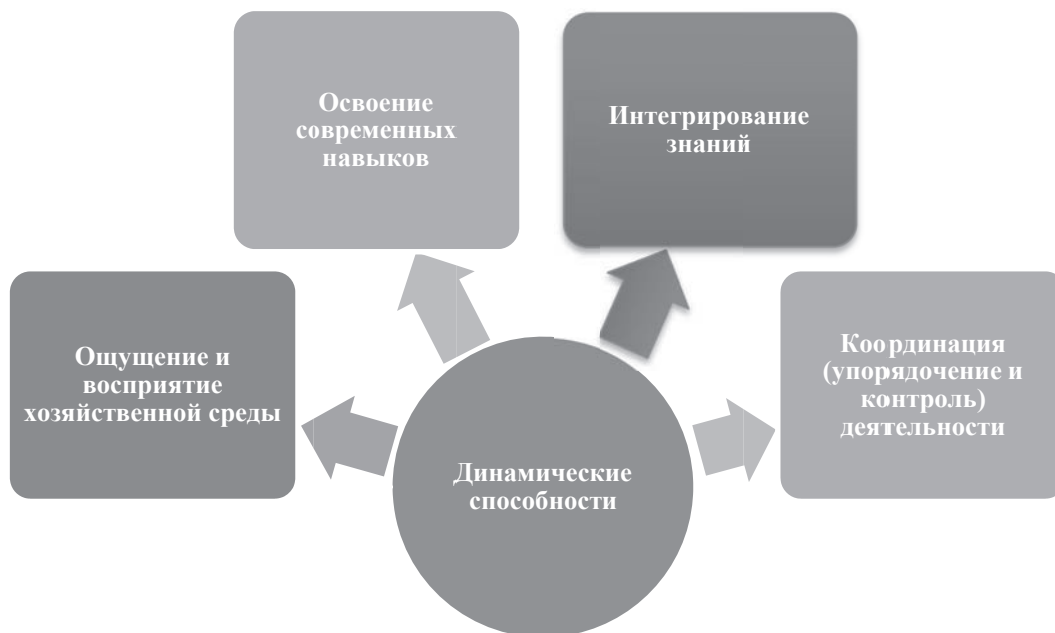 Освоение
современных
навыков
Интегрирование
знаний
Ощущение и
восприятие
хозяйственной среды
Координация
(упорядочение и
контроль)
деятельности
Динамические
способности